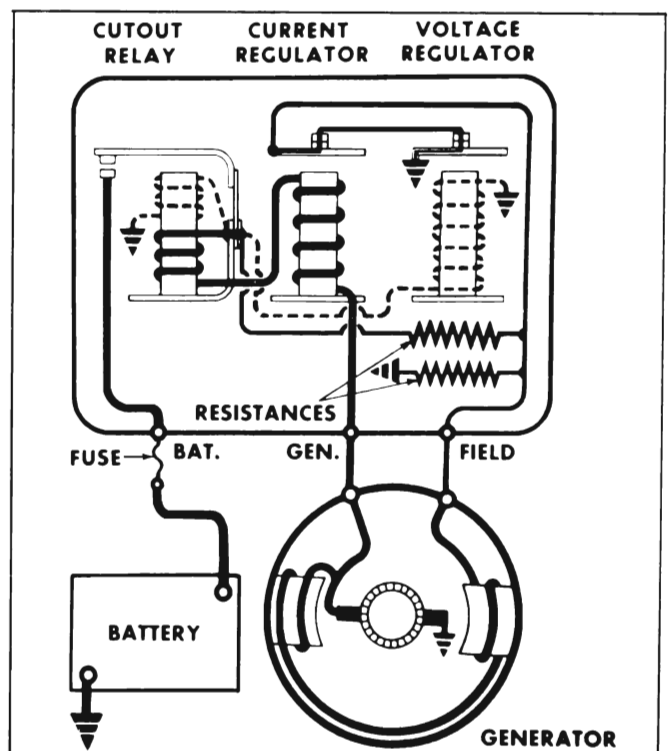 CUTOUT RELAY
CURRENT REGULATOR
VOLTAGE REGULATOR
RESISTANCES
FUSE
BAT.
GEN.
FIELD
BATTERY
GENERATOR